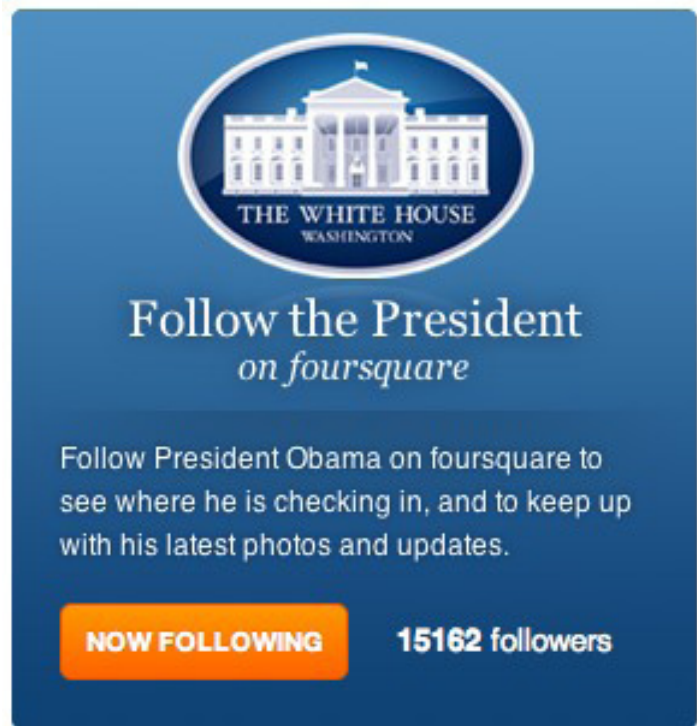 THE WHITE HOUSE
WASHINGTON
Follow the President
on foursquare
Follow President Obama on foursquare to
see where he is checking in, and to keep up
with his latest photos and updates.
NOW FOLLOWING 15162 followers